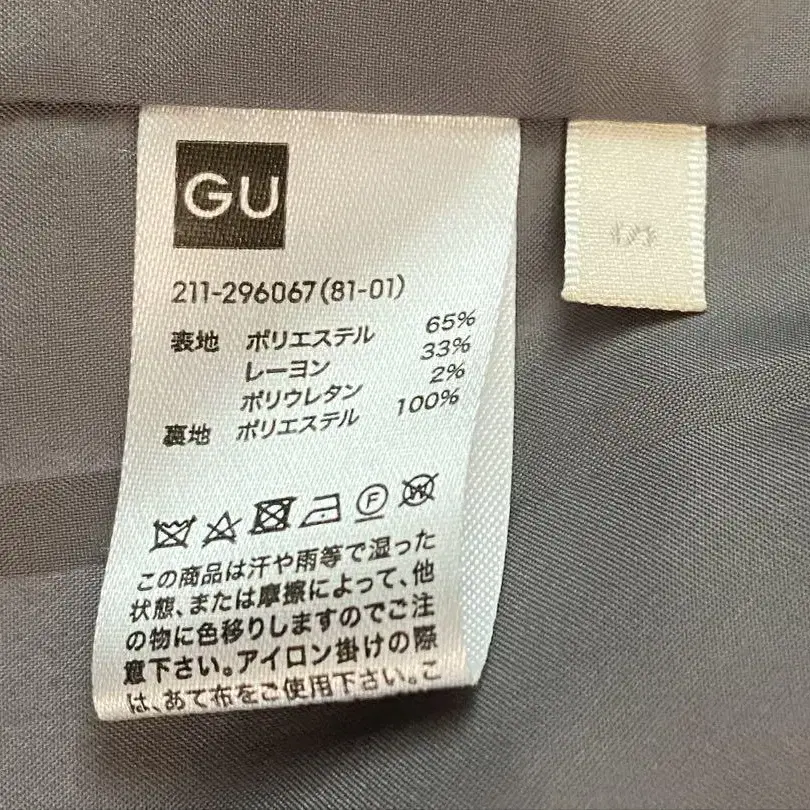 GU
211-296067(81-01)
表地 ポリエステル 65%
レーヨン 33%
ポリウレタン 2%
裏地 ポリエステル 100%
F W
この商品は汗や雨等で湿った
状態、または摩擦によって、他
の物に色移りしますのでご注
意下さい。アイロン掛けの際
は、あて布をご使用下さい。こ